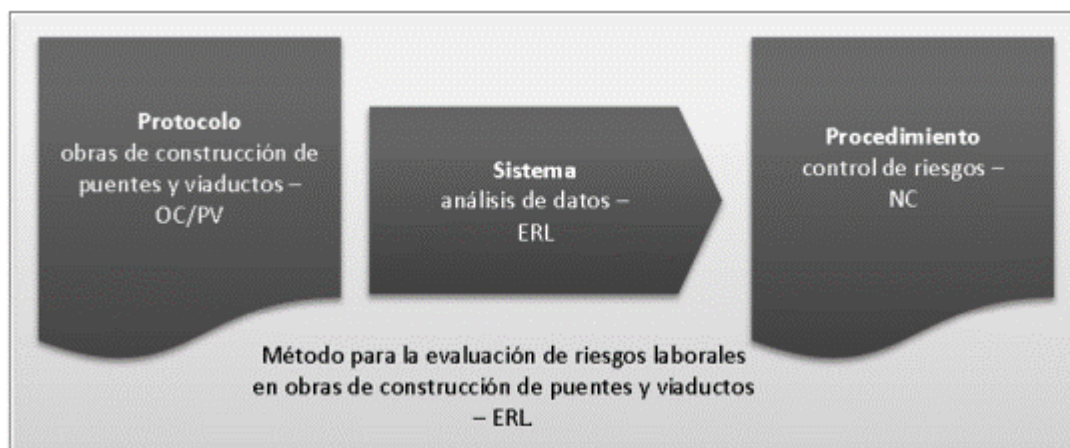 Protocolo
obras de construcción de
puentes y viaductos –
OC/PV
Sistema
análisis de datos –
ERL
Procedimiento
control de riesgos –
NC
Método para la evaluación de riesgos laborales
en obras de construcción de puentes y viaductos
– ERL.